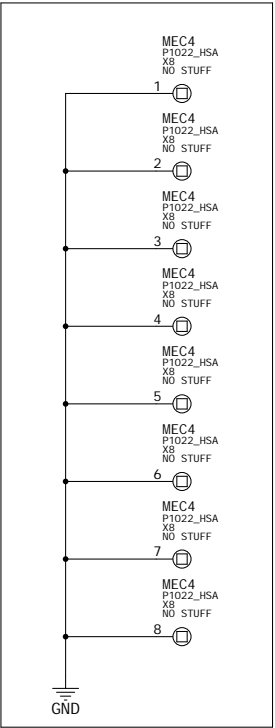 MEC4
P1022_HSA
X8
NO STUFF
1
MEC4
P1022_HSA
X8
NO STUFF
2
MEC4
P1022_HSA
X8
NO STUFF
3
MEC4
P1022_HSA
X8
NO STUFF
4
MEC4
P1022_HSA
X8
NO STUFF
5
MEC4
P1022_HSA
X8
NO STUFF
6
MEC4
P1022_HSA
X8
NO STUFF
7
MEC4
P1022_HSA
X8
NO STUFF
8
GND